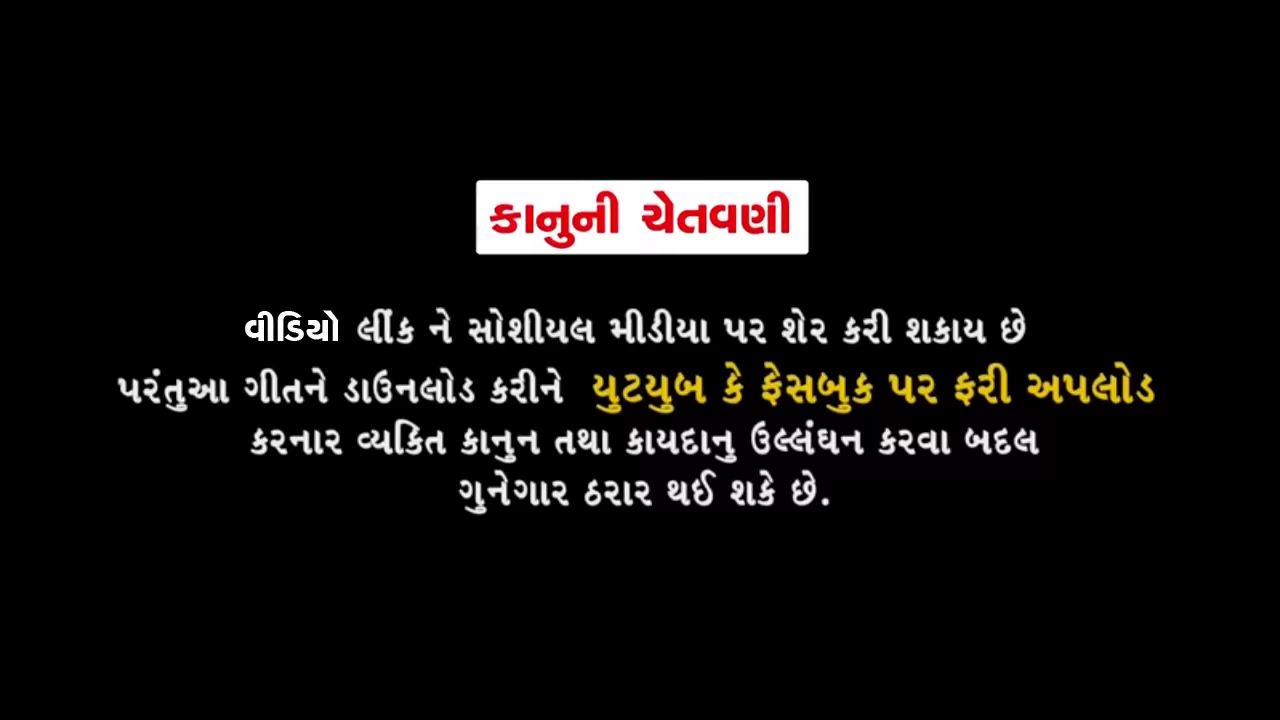 કાનુની ચેતવણી
વીડિયો લીંક ને સોશીયલ મીડીયા પર શેર કરી શકાય છે
પરંતુઆ ગીતને ડાઉનલોડ કરીને યુટયુબ કે ફેસબુક પર ફરી અપલોડ
કરનાર વ્યકિત કાનુન તથા કાયદાનુ ઉલ્લંઘન કરવા બદલ
ગુનેગાર ઠરાર થઈ શકે છે.